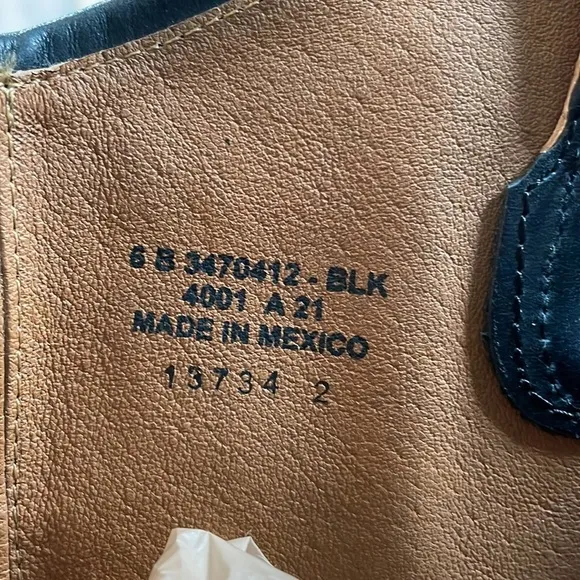 6 B 3470412 - BLK
4001 A 21
MADE IN MEXICO
13734 2